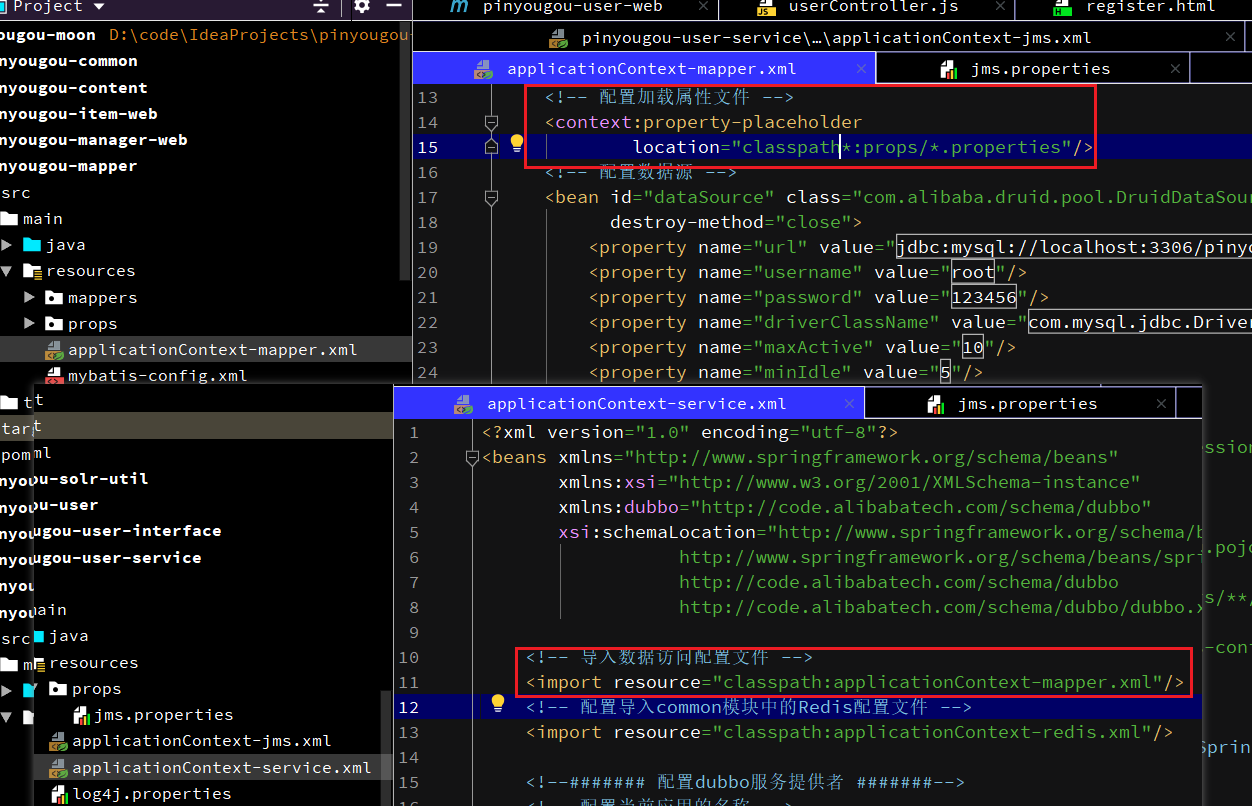 Project
pinyougou-user-web
userController.js
register.html
ougou-moon D:\code\IdeaProjects\pinyougou-
pinyougou-user-service\…\applicationContext-jms.xml
nyougou-common
applicationContext-mapper.xml
jms.properties
nyougou-content
13 <!-- 配置加载属性文件 -->
nyougou-item-web
14 <context:property-placeholder
nyougou-manager-web
15 location="classpath*:props/*.properties"/>
nyougou-mapper
16 <!-- 配置数据源 -->
src
17 <bean id="dataSource" class="com.alibaba.druid.pool.DruidDataSour
main
18 destroy-method="close">
java
19 <property name="url" value="jdbc:mysql://localhost:3306/pinyo
resources
20 <property name="username" value="root"/>
mappers
21 <property name="password" value="123456"/>
props
22 <property name="driverClassName" value="com.mysql.jdbc.Driver
applicationContext-mapper.xml
23 <property name="maxActive" value="10"/>
mybatis-config.xml
24 <property name="minIdle" value="5"/>
applicationContext-service.xml
jms.properties
1 <?xml version="1.0" encoding="utf-8"?>
2 <beans xmlns="http://www.springframework.org/schema/beans"
3 xmlns:xsi="http://www.w3.org/2001/XMLSchema-instance"
4 xmlns:dubbo="http://code.alibabatech.com/schema/dubbo"
5 xsi:schemaLocation="http://www.springframework.org/schema/b
6 http://www.springframework.org/schema/beans/spri
7 http://code.alibabatech.com/schema/dubbo
8 http://code.alibabatech.com/schema/dubbo/dubbo.x
9
10 <!-- 导入数据访问配置文件 -->
11 <import resource="classpath:applicationContext-mapper.xml"/>
12 <!-- 配置导入common模块中的Redis配置文件 -->
13 <import resource="classpath:applicationContext-redis.xml"/>
14
15 <!--####### 配置dubbo服务提供者 #######-->
ou-solr-util
ou-user
ugou-user-interface
ugou-user-service
main
src
java
resources
props
jms.properties
applicationContext-jms.xml
applicationContext-service.xml
log4j.properties
ssion
.pojo
s/**/
-cont
Sprin